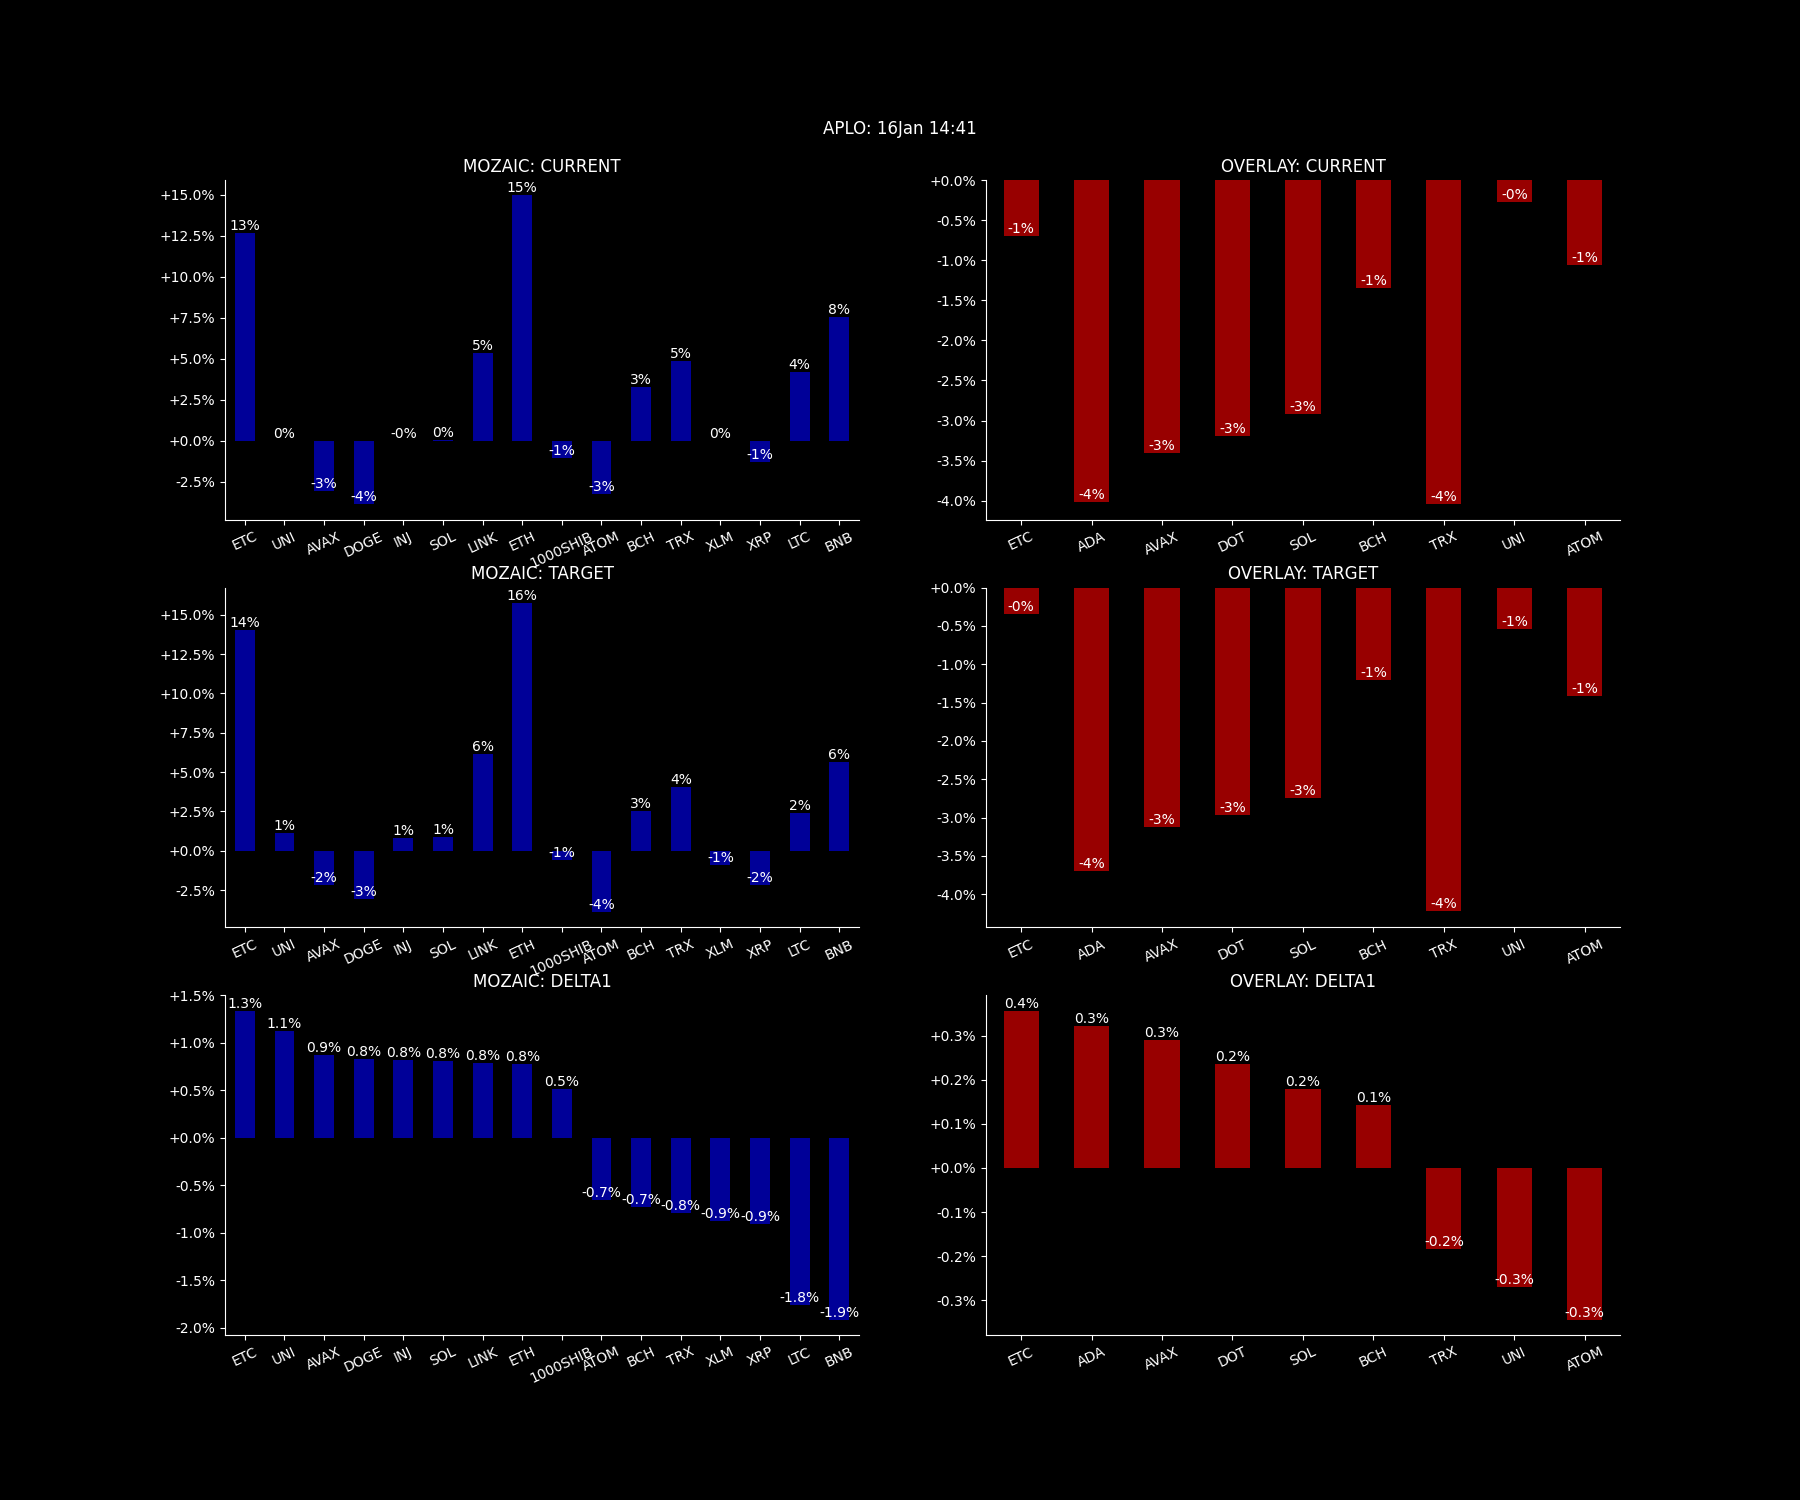 APLO: 16Jan 14:41
MOZAIC: CURRENT
+15.0%
+12.5%
+10.0%
+7.5%
+5.0%
+2.5%
+0.0%
-2.5%
13% 0% -3% -4% -0% 0% 5% 15% -1% -3% 3% 5% 0% -1% 4% 8%
ETC UNI AVAX DOGE INJ SOL LINK ETH 1000SHIB ATOM BCH TRX XLM XRP LTC BNB
OVERLAY: CURRENT
+0.0%
-0.5%
-1.0%
-1.5%
-2.0%
-2.5%
-3.0%
-3.5%
-4.0%
-1% -4% -3% -3% -3% -1% -4% -0% -1%
ETC ADA AVAX DOT SOL BCH TRX UNI ATOM
MOZAIC: TARGET
+15.0%
+12.5%
+10.0%
+7.5%
+5.0%
+2.5%
+0.0%
-2.5%
14% 1% -2% -3% 1% 1% 6% 16% -1% -4% 3% 4% -1% -2% 2% 6%
ETC UNI AVAX DOGE INJ SOL LINK ETH 1000SHIB ATOM BCH TRX XLM XRP LTC BNB
OVERLAY: TARGET
+0.0%
-0.5%
-1.0%
-1.5%
-2.0%
-2.5%
-3.0%
-3.5%
-4.0%
-0% -4% -3% -3% -3% -1% -4% -1% -1%
ETC ADA AVAX DOT SOL BCH TRX UNI ATOM
MOZAIC: DELTA1
+1.5%
+1.0%
+0.5%
+0.0%
-0.5%
-1.0%
-1.5%
-2.0%
1.3% 1.1% 0.9% 0.8% 0.8% 0.8% 0.8% 0.8% 0.5% -0.7% -0.7% -0.8% -0.9% -0.9% -1.8% -1.9%
ETC UNI AVAX DOGE INJ SOL LINK ETH 1000SHIB ATOM BCH TRX XLM XRP LTC BNB
OVERLAY: DELTA1
+0.3%
+0.2%
+0.1%
+0.0%
-0.1%
-0.2%
-0.3%
0.4% 0.3% 0.3% 0.2% 0.2% 0.1% -0.2% -0.3% -0.3%
ETC ADA AVAX DOT SOL BCH TRX UNI ATOM